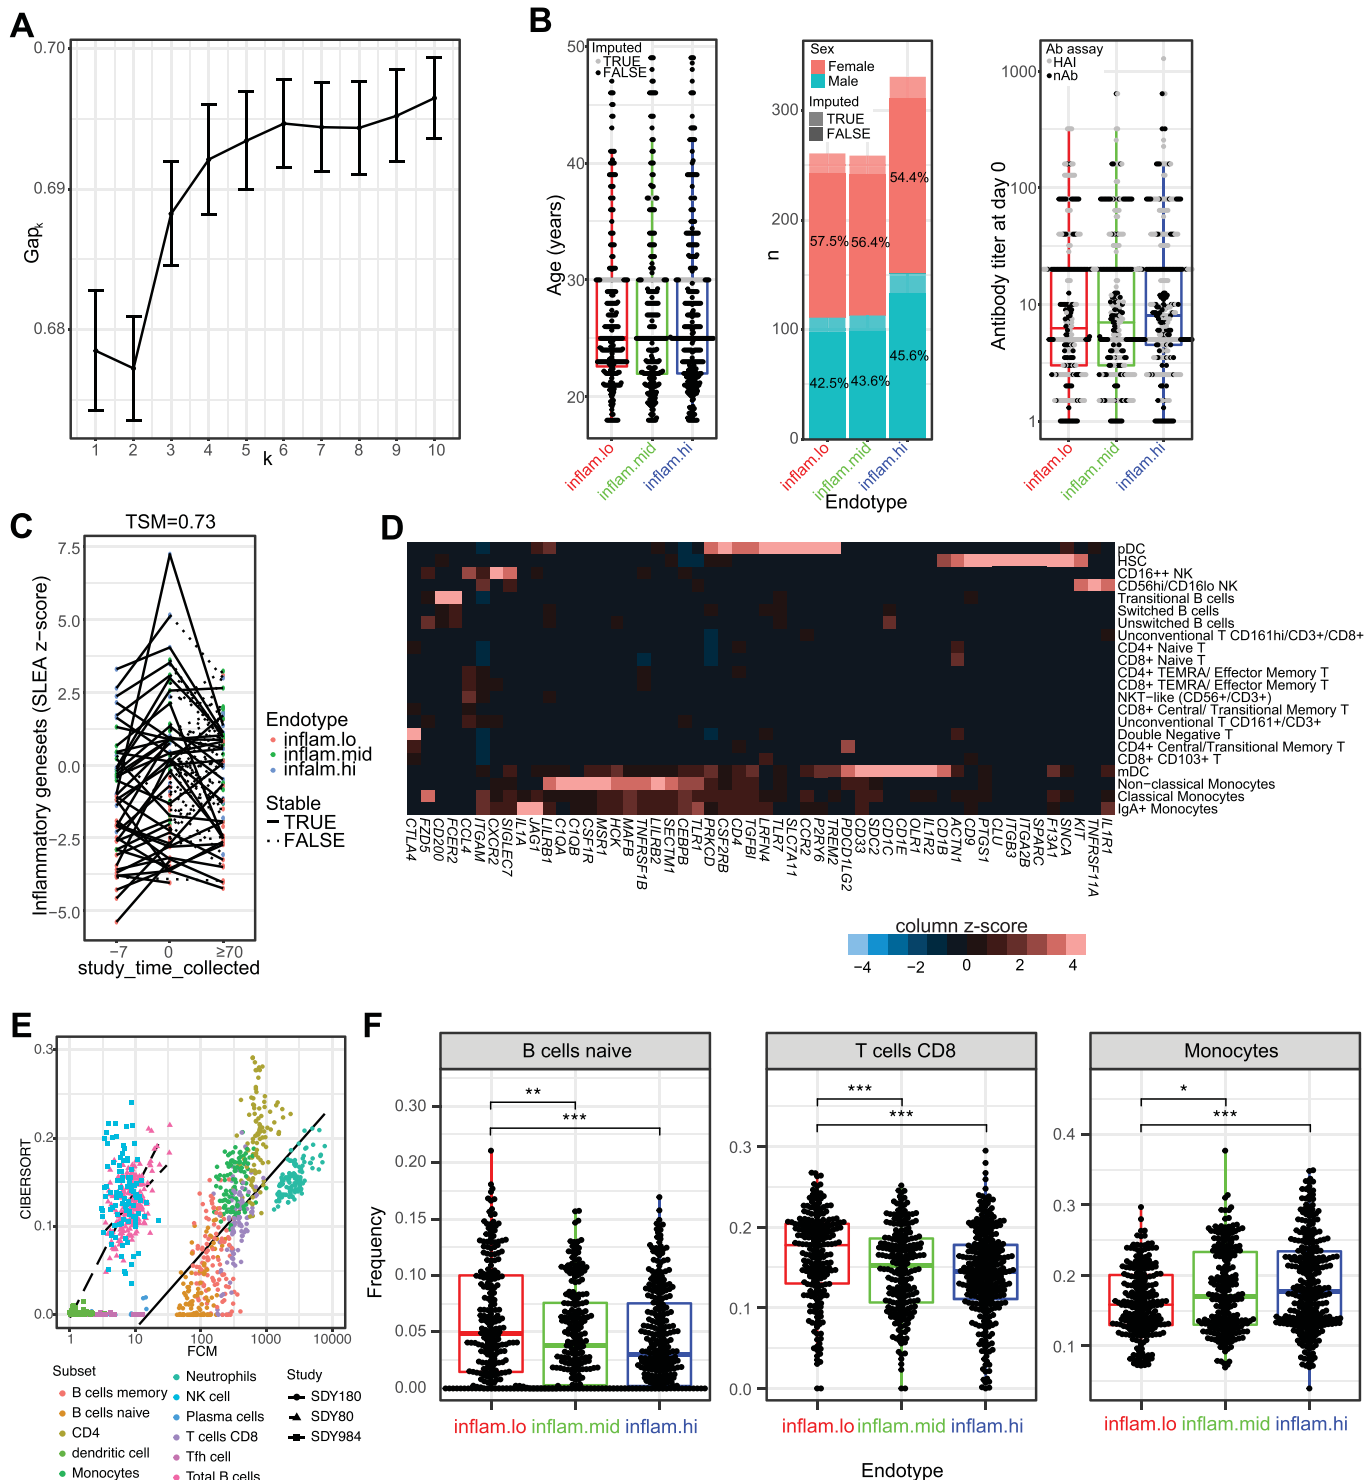 A
0.70
0.69
0.68
Gapk
1 2 3 4 5 6 7 8 9 10
k
B
Imputed
TRUE
FALSE
50
40
30
20
Age (years)
inflam.lo
inflam.mid
inflam.hi
Sex
Female
Male
Imputed
TRUE
FALSE
300
200
100
0
n
57.5%
56.4%
54.4%
42.5%
43.6%
45.6%
inflam.lo
inflam.mid
inflam.hi
Endotype
Ab assay
HAI
nAb
1000
100
10
1
Antibody titer at day 0
inflam.lo
inflam.mid
inflam.hi
C
TSM=0.73
7.5
5.0
2.5
0.0
−2.5
−5.0
Inflammatory genesets (SLEA z−score)
−7 0 ≥70
study_time_collected
Endotype
inflam.lo
inflam.mid
infalm.hi
Stable
TRUE
FALSE
D
pDC
HSC
CD16++ NK
CD56hi/CD16lo NK
Transitional B cells
Switched B cells
Unswitched B cells
Unconventional T CD161hi/CD3+/CD8+
CD4+ Naive T
CD8+ Naive T
CD4+ TEMRA/ Effector Memory T
CD8+ TEMRA/ Effector Memory T
NKT−like (CD56+/CD3+)
CD8+ Central/ Transitional Memory T
Unconventional T CD161+/CD3+
Double Negative T
CD4+ Central/Transitional Memory T
CD8+ CD103+ T
mDC
Non−classical Monocytes
Classical Monocytes
IgA+ Monocytes
CTLA4
FZD5
CD200
FCER2
CCL4
ITGAM
CXCR2
SIGLEC7
IL1A
JAG1
LILRB1
C1QA
C1QB
CSF1R
MSR1
HCK
MAFB
TNFRSF1B
LILRB2
SECTM1
CEBPB
TLR1
PRKCD
CSF2RB
CD4
TGFBI
LRFN4
TLR7
SLC7A11
CCR2
P2RY6
TREM2
PDCD1LG2
CD33
SDC2
CD1C
CD1E
OLR1
IL1R2
CD1B
ACTN1
CD9
PTGS1
CLU
ITGB3
ITGA2B
SPARC
F13A1
SNCA
KIT
TNFRSF11A
IL1R1
column z−score
−4 −2 0 2 4
E
0.3
0.2
0.1
0.0
CIBERSORT
1 10 100 1000 10000
FCM
Subset
B cells memory
B cells naive
CD4
dendritic cell
Monocytes
Neutrophils
NK cell
Plasma cells
T cells CD8
Tfh cell
Total B cells
Study
SDY180
SDY80
SDY984
F
B cells naive
**
***
0.30
0.20
0.15
0.10
0.05
0.00
Frequency
inflam.lo inflam.mid inflam.hi
T cells CD8
***
***
0.3
0.2
0.1
0.0
inflam.lo inflam.mid inflam.hi
Monocytes
*
***
0.4
0.3
0.2
0.1
inflam.lo inflam.mid inflam.hi
Endotype